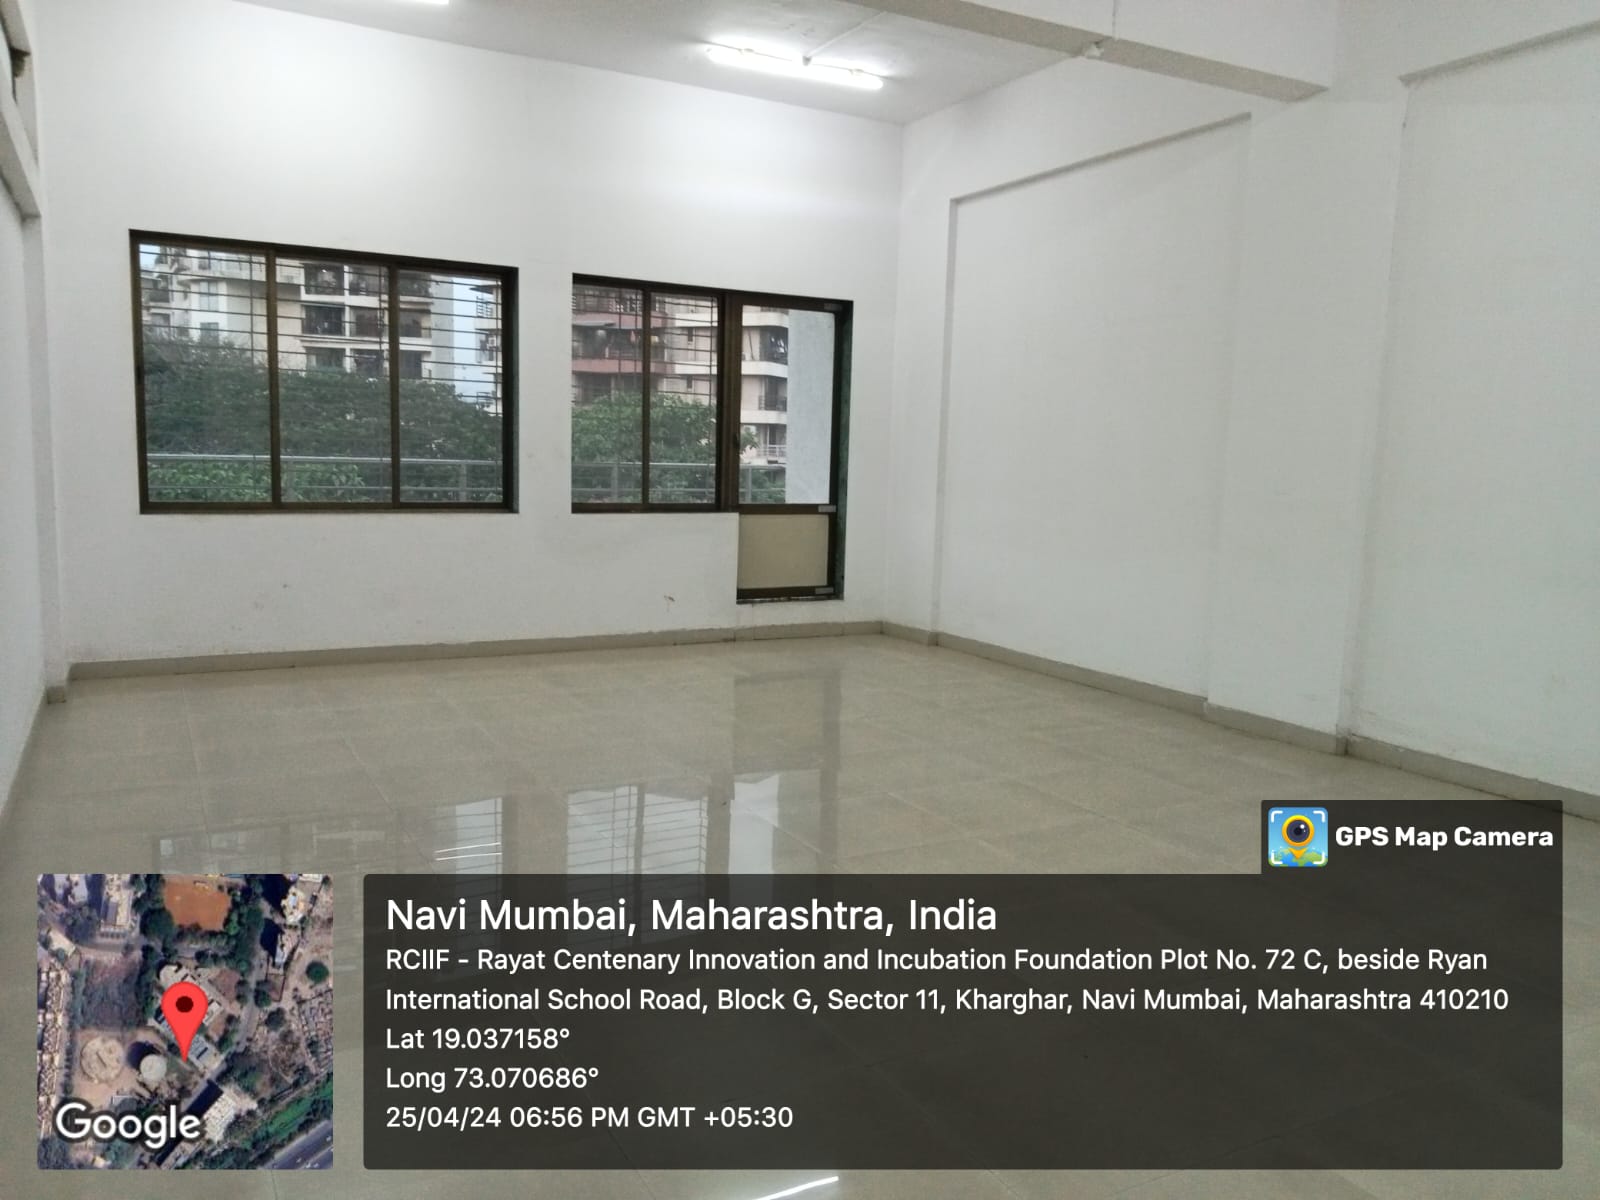 GPS Map Camera
Navi Mumbai, Maharashtra, India
RCIIF - Rayat Centenary Innovation and Incubation Foundation Plot No. 72 C, beside Ryan
International School Road, Block G, Sector 11, Kharghar, Navi Mumbai, Maharashtra 410210
Lat 19.037158°
Long 73.070686°
25/04/24 06:56 PM GMT +05:30
Google